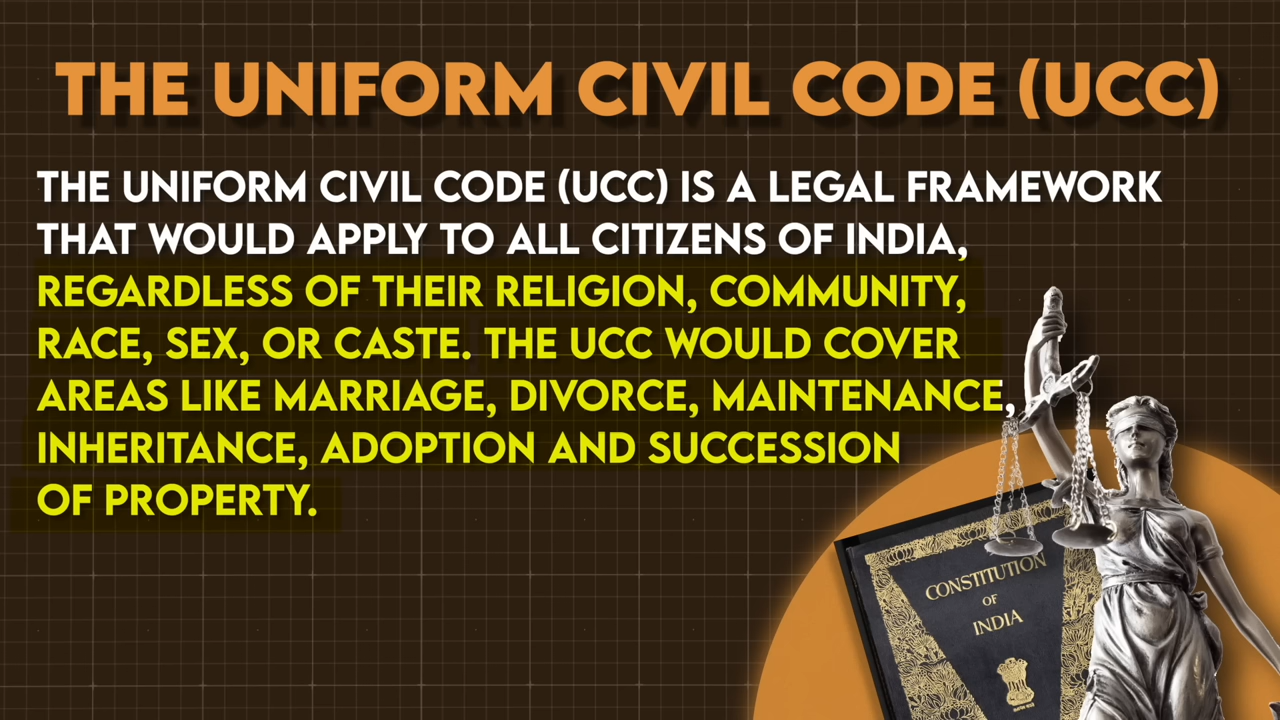 THE UNIFORM CIVIL CODE (UCC)
THE UNIFORM CIVIL CODE (UCC) IS A LEGAL FRAMEWORK
THAT WOULD APPLY TO ALL CITIZENS OF INDIA,
REGARDLESS OF THEIR RELIGION, COMMUNITY,
RACE, SEX, OR CASTE. THE UCC WOULD COVER
AREAS LIKE MARRIAGE, DIVORCE, MAINTENANCE,
INHERITANCE, ADOPTION AND SUCCESSION
OF PROPERTY.
CONSTITUTION
OF
INDIA